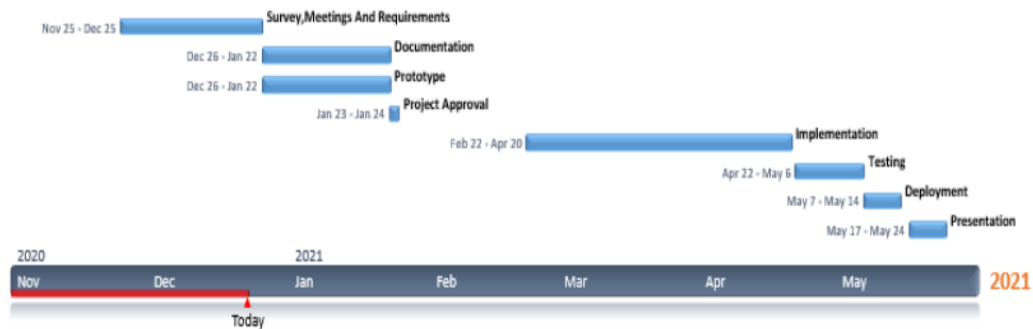 Nov 25 - Dec 25 Survey,Meetings And Requirements
Dec 26 - Jan 22 Documentation
Dec 26 - Jan 22 Prototype
Jan 23 - Jan 24 Project Approval
Feb 22 - Apr 20 Implementation
Apr 22 - May 6 Testing
May 7 - May 14 Deployment
May 17 - May 24 Presentation
2020 2021
Nov Dec Jan Feb Mar Apr May 2021
Today